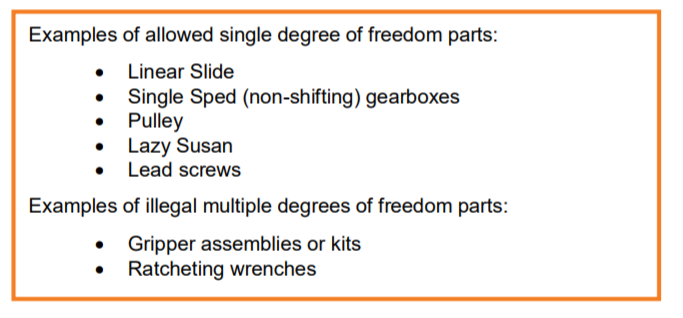 Examples of allowed single degree of freedom parts:
• Linear Slide
• Single Sped (non-shifting) gearboxes
• Pulley
• Lazy Susan
• Lead screws
Examples of illegal multiple degrees of freedom parts:
• Gripper assemblies or kits
• Ratcheting wrenches